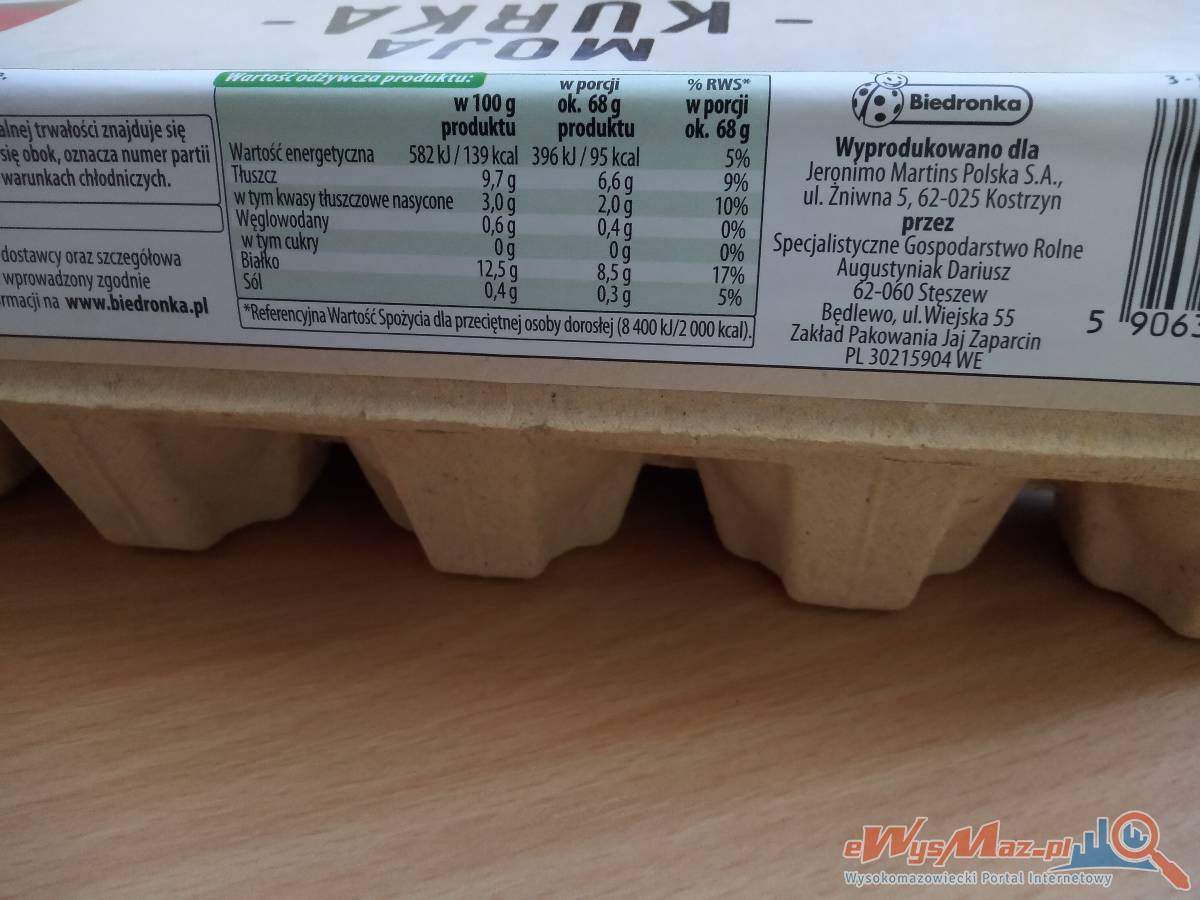 MOJA
- KURKA -
alnej trwałości znajduje się
się obok, oznacza numer partii
warunkach chłodniczych.
dostawcy oraz szczegółowa
wprowadzony zgodnie
rmacji na www.biedronka.pl
Wartość odżywcza produktu:
w 100 g produktu w porcji ok. 68 g produktu % RWS* w porcji ok. 68 g
Wartość energetyczna 582 kJ / 139 kcal 396 kJ / 95 kcal 5%
Tłuszcz 9,7 g 6,6 g 9%
w tym kwasy tłuszczowe nasycone 3,0 g 2,0 g 10%
Węglowodany 0,6 g 0,4 g 0%
w tym cukry 0 g 0 g 0%
Białko 12,5 g 8,5 g 17%
Sól 0,4 g 0,3 g 5%
*Referencyjna Wartość Spożycia dla przeciętnej osoby dorosłej (8 400 kJ/2 000 kcal).
Biedronka
Wyprodukowano dla
Jeronimo Martins Polska S.A.,
ul. Żniwna 5, 62-025 Kostrzyn
przez
Specjalistyczne Gospodarstwo Rolne
Augustyniak Dariusz
62-060 Stęszew
Będlewo, ul.Wiejska 55
Zakład Pakowania Jaj Zaparcin
PL 30215904 WE
5 9063
eWysMaz.pl
Wysokomazowiecki Portal Internetowy